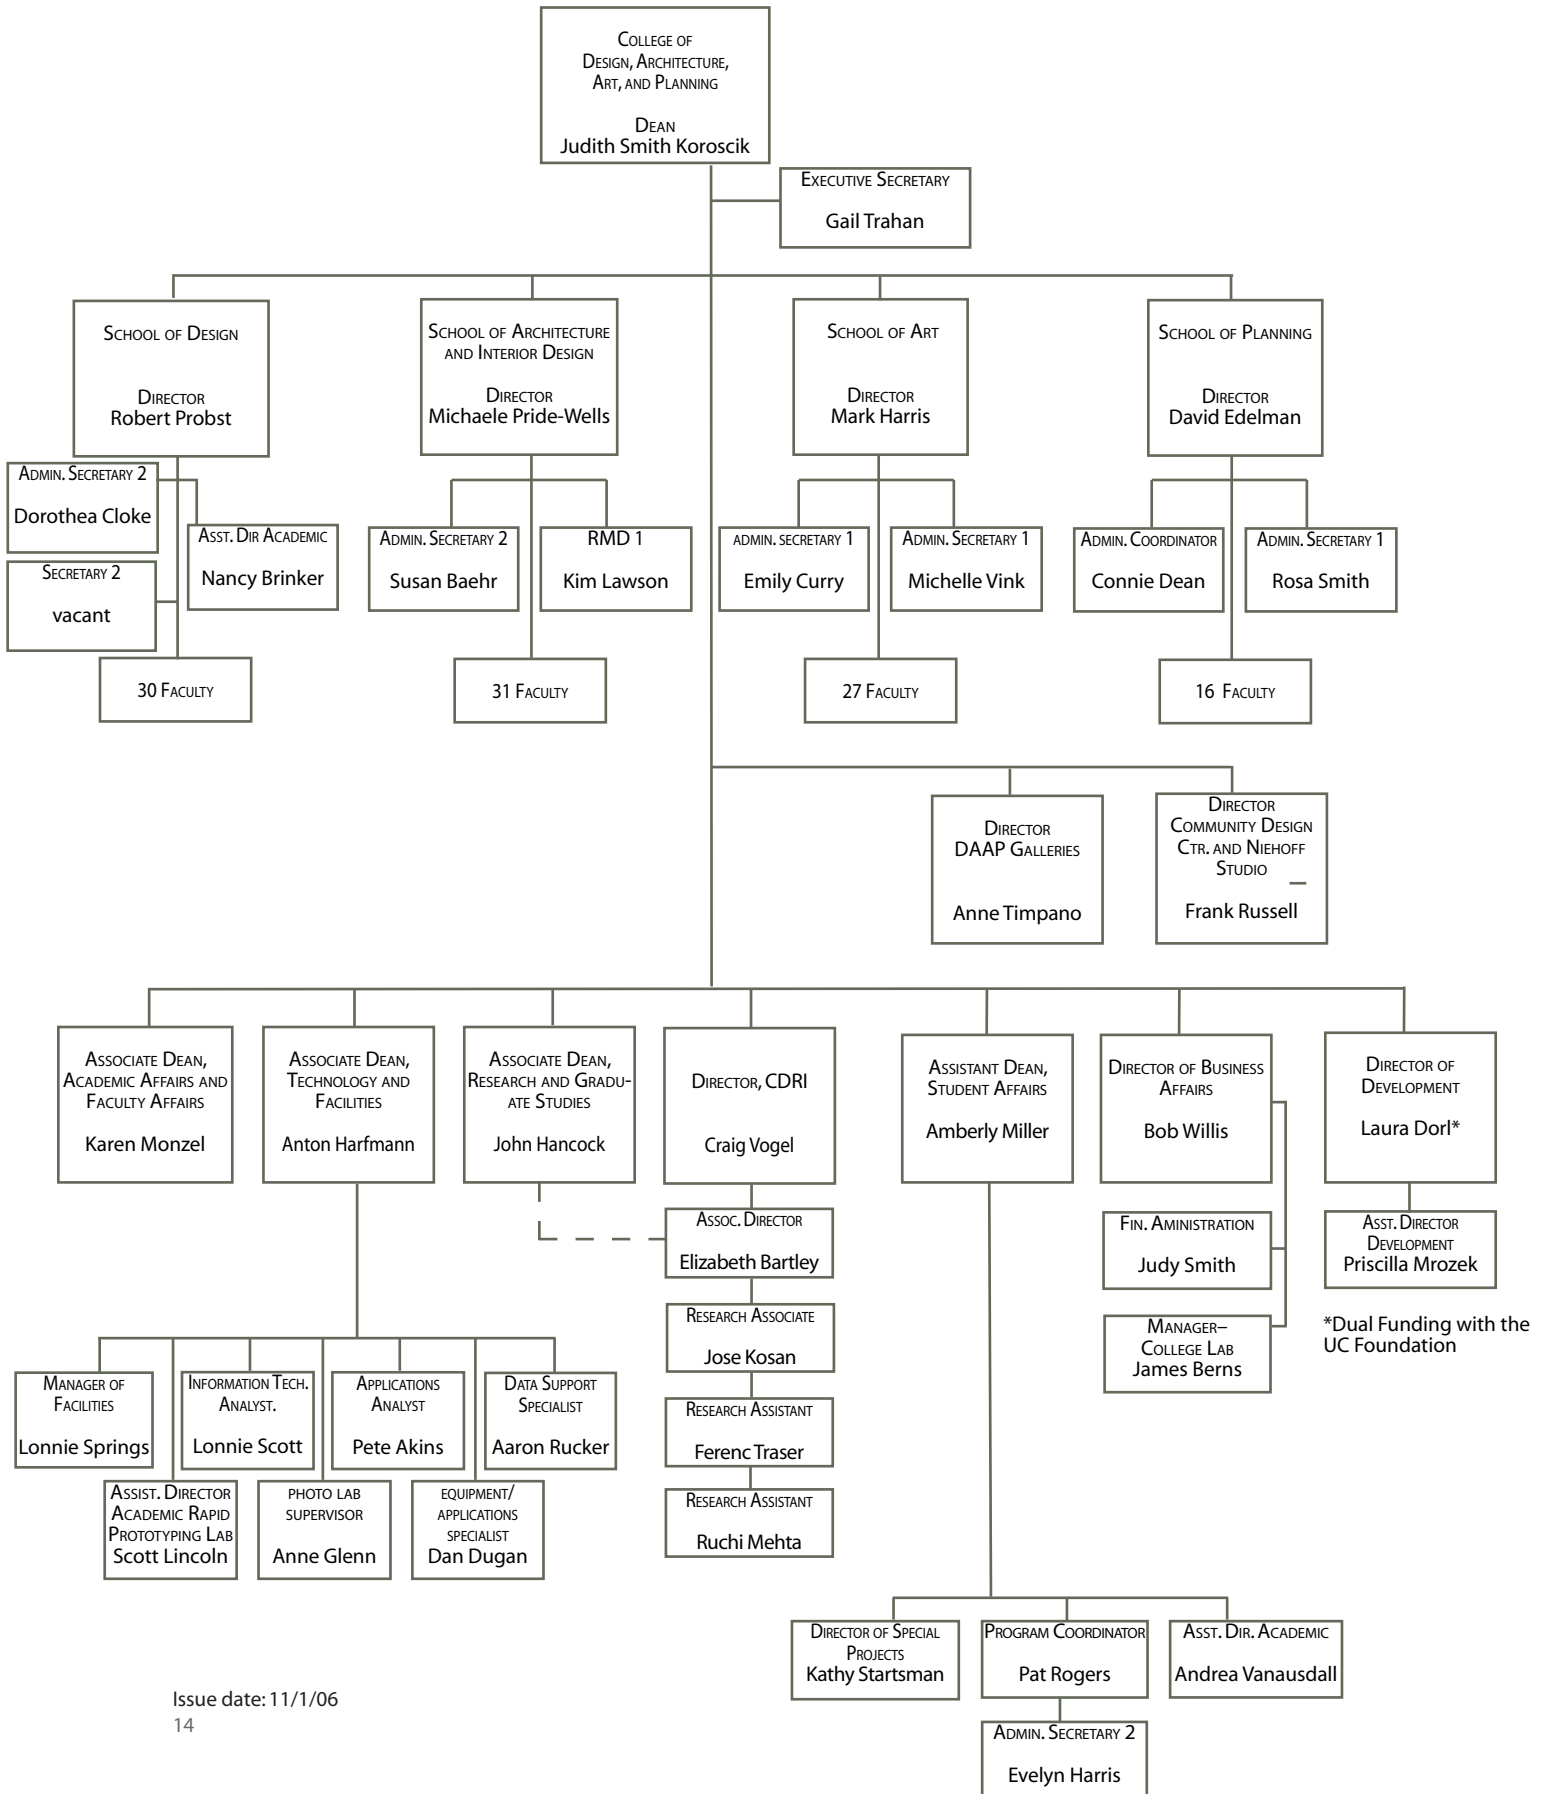 College of
Design, Architecture,
Art, and Planning
Dean
Judith Smith Koroscik
Executive Secretary
Gail Trahan
School of Design
Director
Robert Probst
School of Architecture
and Interior Design
Director
Michaele Pride-Wells
School of Art
Director
Mark Harris
School of Planning
Director
David Edelman
Admin. Secretary 2
Dorothea Cloke
Asst. Dir Academic
Nancy Brinker
Secretary 2
vacant
Admin. Secretary 2
Susan Baehr
RMD 1
Kim Lawson
admin. secretary 1
Emily Curry
Admin. Secretary 1
Michelle Vink
Admin. Coordinator
Connie Dean
Admin. Secretary 1
Rosa Smith
30 Faculty
31 Faculty
27 Faculty
16 Faculty
Director
DAAP Galleries
Anne Timpano
Director
Community Design
Ctr. and Niehoff
Studio
Frank Russell
Associate Dean,
Academic Affairs and
Faculty Affairs
Karen Monzel
Associate Dean,
Technology and
Facilities
Anton Harfmann
Associate Dean,
Research and Gradu-
ate Studies
John Hancock
Director, CDRI
Craig Vogel
Assistant Dean,
Student Affairs
Amberly Miller
Director of Business
Affairs
Bob Willis
Director of
Development
Laura Dorl*
Assoc. Director
Elizabeth Bartley
Research Associate
Jose Kosan
Research Assistant
Ferenc Traser
Research Assistant
Ruchi Mehta
Fin. Aministration
Judy Smith
Manager–
College Lab
James Berns
Asst. Director
Development
Priscilla Mrozek
*Dual Funding with the
UC Foundation
Manager of
Facilities
Lonnie Springs
Information Tech.
Analyst.
Lonnie Scott
Applications
Analyst
Pete Akins
Data Support
Specialist
Aaron Rucker
Assist. Director
Academic Rapid
Prototyping Lab
Scott Lincoln
photo lab
supervisor
Anne Glenn
equipment/
applications
specialist
Dan Dugan
Director of Special
Projects
Kathy Startsman
Program Coordinator
Pat Rogers
Asst. Dir. Academic
Andrea Vanausdall
Admin. Secretary 2
Evelyn Harris
Issue date: 11/1/06
14